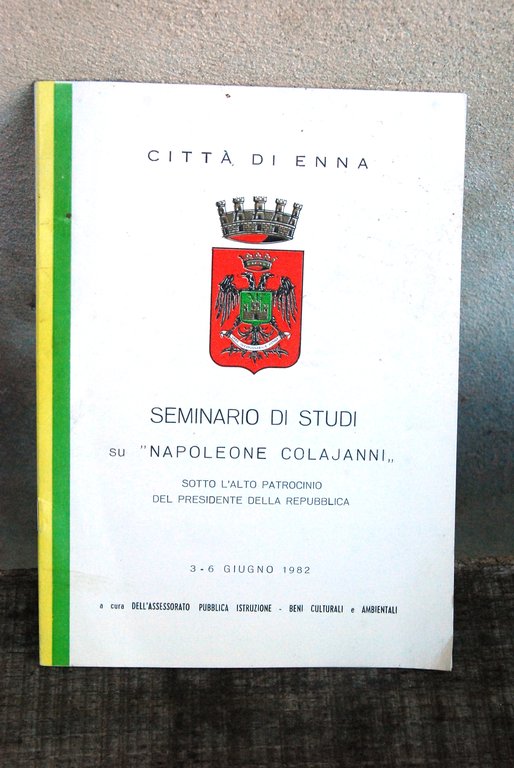 CITTÀ DI ENNA
SEMINARIO DI STUDI
su "NAPOLEONE COLAJANNI„
SOTTO L'ALTO PATROCINIO
DEL PRESIDENTE DELLA REPUBBLICA
3 - 6 GIUGNO 1982
a cura DELL'ASSESSORATO PUBBLICA ISTRUZIONE - BENI CULTURALI e AMBIENTALI